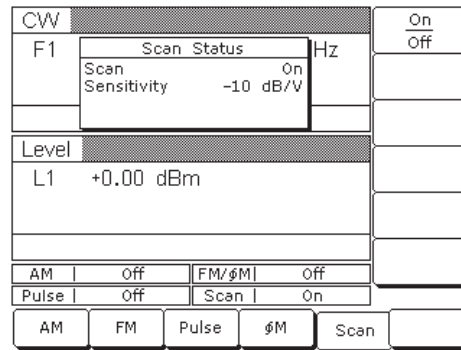 CW
On
Off
F1
Hz
Scan Status
Scan On
Sensitivity -10 dB/V
Level
L1 +0.00 dBm
AM Off FM/ϕM Off
Pulse Off Scan On
AM FM Pulse ϕM Scan